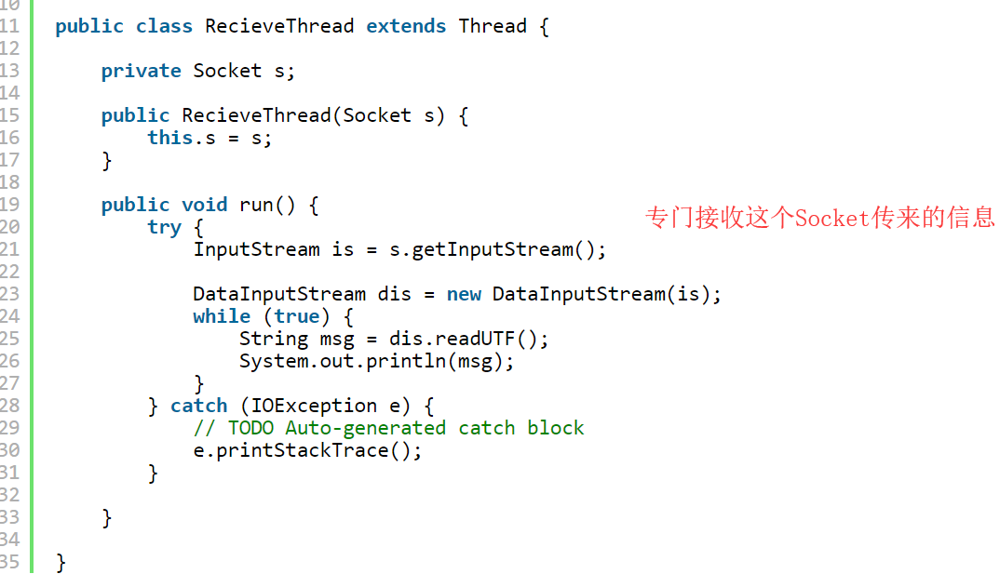 10
11 public class RecieveThread extends Thread {
12
13 private Socket s;
14
15 public RecieveThread(Socket s) {
16 this.s = s;
17 }
18
19 public void run() {
专门接收这个Socket传来的信息
20 try {
21 InputStream is = s.getInputStream();
22
23 DataInputStream dis = new DataInputStream(is);
24 while (true) {
25 String msg = dis.readUTF();
26 System.out.println(msg);
27 }
28 } catch (IOException e) {
29 // TODO Auto-generated catch block
30 e.printStackTrace();
31 }
32
33 }
34
35 }